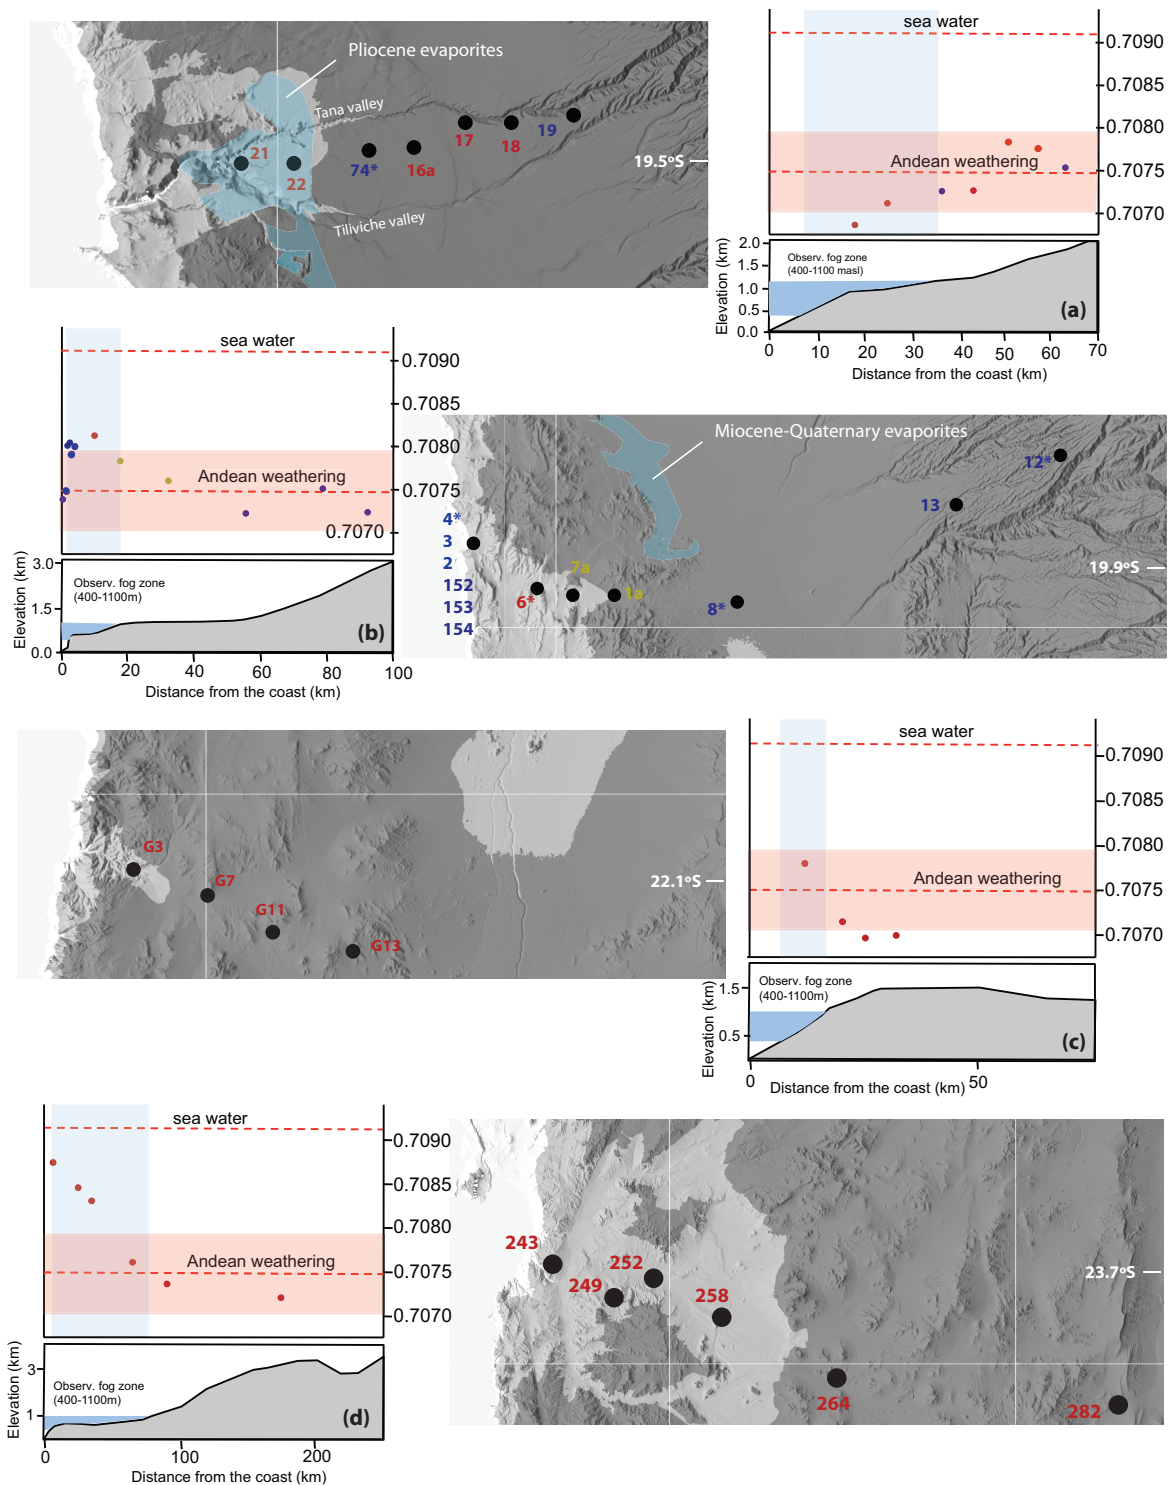 Pliocene evaporites
Tana valley
21
22
74*
16a
17
18
19
19.5ºS
Tiliviche valley
sea water
0.7090
0.7085
0.7080
Andean weathering
0.7075
0.7070
Elevation (km)
2.0
1.5
1.0
0.5
0.0
Observ. fog zone
(400-1100 masl)
(a)
0 10 20 30 40 50 60 70
Distance from the coast (km)
sea water
0.7090
0.7085
0.7080
Andean weathering
0.7075
0.7070
Elevation (km)
3.0
1.5
0.0
Observ. fog zone
(400-1100m)
(b)
0 20 40 60 80 100
Distance from the coast (km)
Miocene-Quaternary evaporites
12*
13
4*
3
2
152
153
154
6*
7a
1a
8*
19.9ºS
G3
G7
G11
G13
22.1ºS
sea water
0.7090
0.7085
0.7080
Andean weathering
0.7075
0.7070
Elevation (km)
1.5
0.5
Observ. fog zone
(400-1100m)
(c)
0 50
Distance from the coast (km)
sea water
0.7090
0.7085
0.7080
Andean weathering
0.7075
0.7070
Elevation (km)
3
1
Observ. fog zone
(400-1100m)
(d)
0 100 200
Distance from the coast (km)
243
249
252
258
264
282
23.7ºS